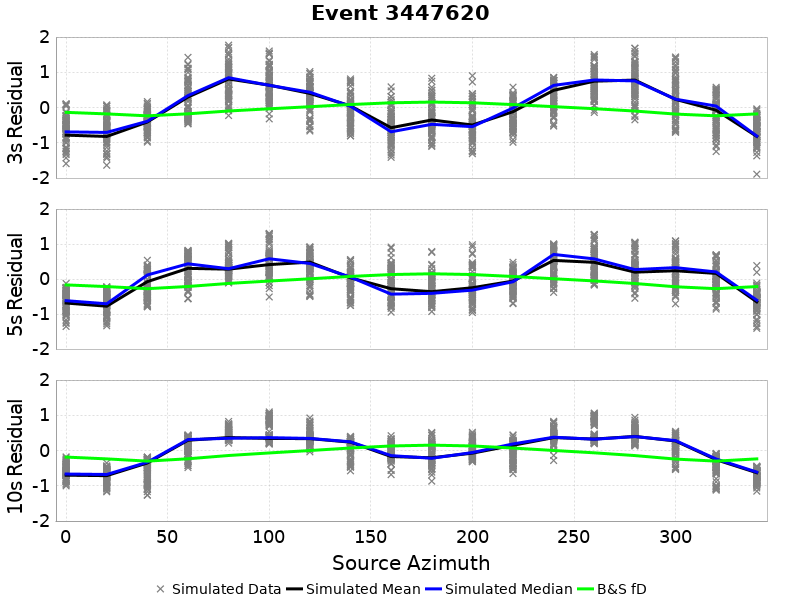 Event 3447620
3s Residual
2
1
0
-1
-2
5s Residual
2
1
0
-1
-2
10s Residual
2
1
0
-1
-2
0 50 100 150 200 250 300
Source Azimuth
Simulated Data Simulated Mean Simulated Median B&S fD